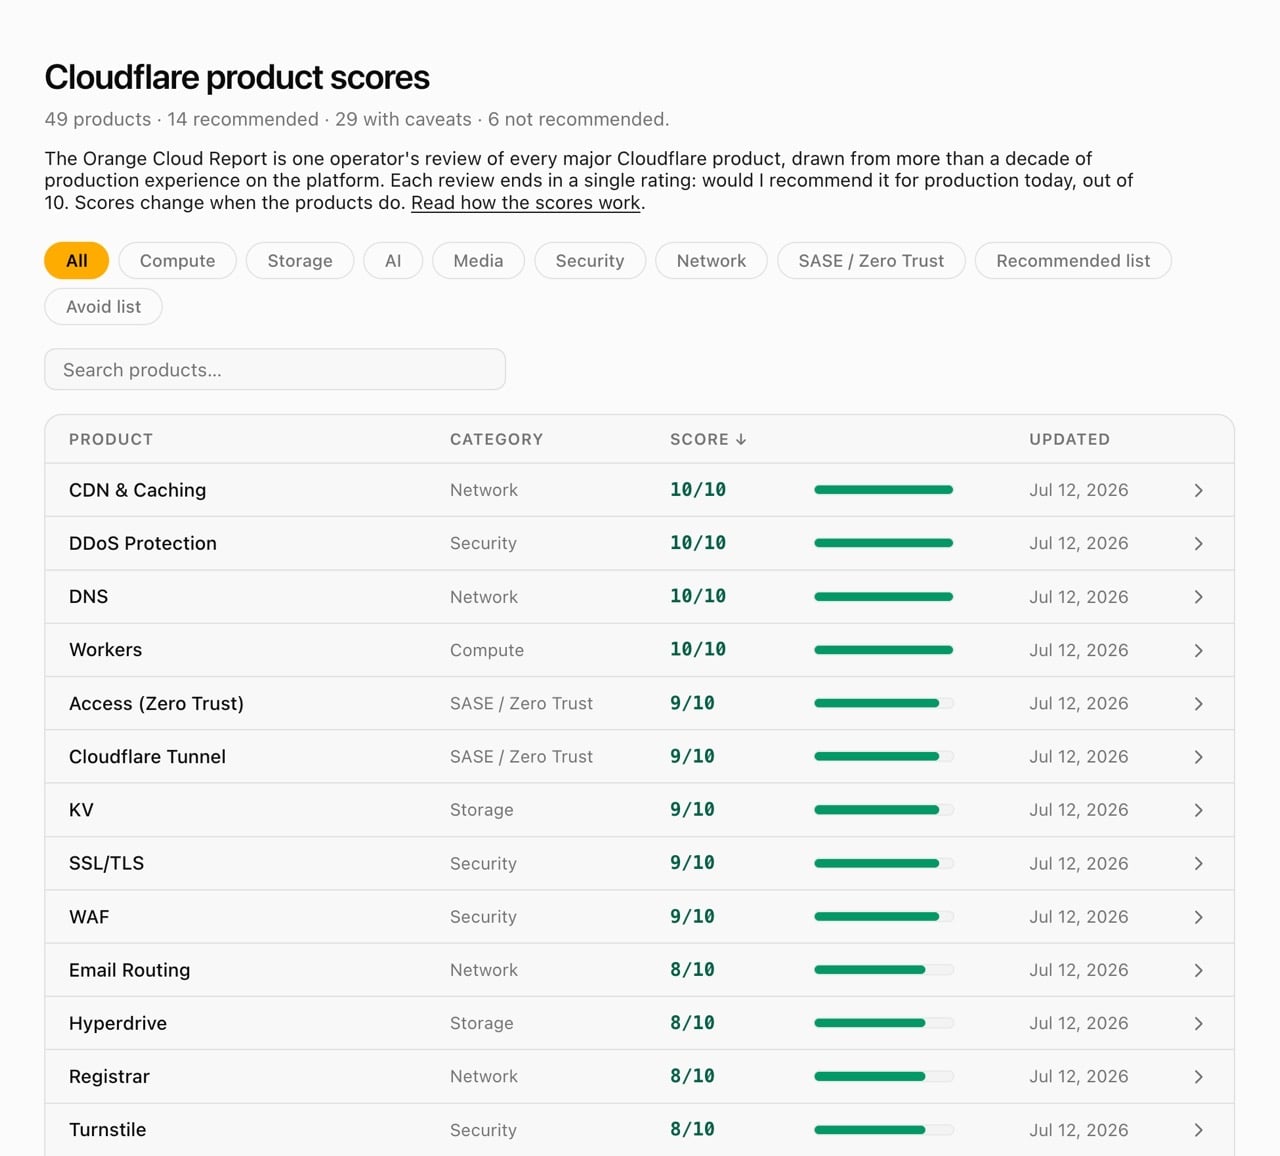 Cloudflare product scores
49 products · 14 recommended · 29 with caveats · 6 not recommended.
The Orange Cloud Report is one operator's review of every major Cloudflare product, drawn from more than a decade of
production experience on the platform. Each review ends in a single rating: would I recommend it for production today, out of
10. Scores change when the products do. Read how the scores work.
All Compute Storage AI Media Security Network SASE / Zero Trust Recommended list
Avoid list
Search products...
PRODUCT CATEGORY SCORE ↓ UPDATED
CDN & Caching Network 10/10 Jul 12, 2026
DDoS Protection Security 10/10 Jul 12, 2026
DNS Network 10/10 Jul 12, 2026
Workers Compute 10/10 Jul 12, 2026
Access (Zero Trust) SASE / Zero Trust 9/10 Jul 12, 2026
Cloudflare Tunnel SASE / Zero Trust 9/10 Jul 12, 2026
KV Storage 9/10 Jul 12, 2026
SSL/TLS Security 9/10 Jul 12, 2026
WAF Security 9/10 Jul 12, 2026
Email Routing Network 8/10 Jul 12, 2026
Hyperdrive Storage 8/10 Jul 12, 2026
Registrar Network 8/10 Jul 12, 2026
Turnstile Security 8/10 Jul 12, 2026